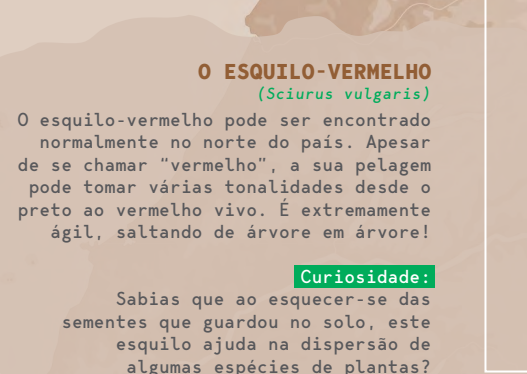 O ESQUILO-VERMELHO
(Sciurus vulgaris)
O esquilo-vermelho pode ser encontrado
normalmente no norte do país. Apesar
de se chamar "vermelho", a sua pelagem
pode tomar várias tonalidades desde o
preto ao vermelho vivo. É extremamente
ágil, saltando de árvore em árvore!
Curiosidade:
Sabias que ao esquecer-se das
sementes que guardou no solo, este
esquilo ajuda na dispersão de
algumas espécies de plantas?